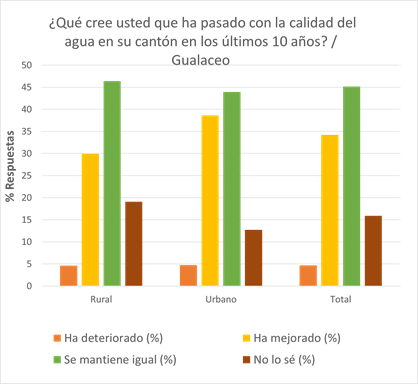 ¿Qué cree usted que ha pasado con la calidad del
agua en su cantón en los últimos 10 años? /
Gualaceo
% Respuestas
50
45
40
35
30
25
20
15
10
5
0
Rural
Urbano
Total
Ha deteriorado (%)
Ha mejorado (%)
Se mantiene igual (%)
No lo sé (%)